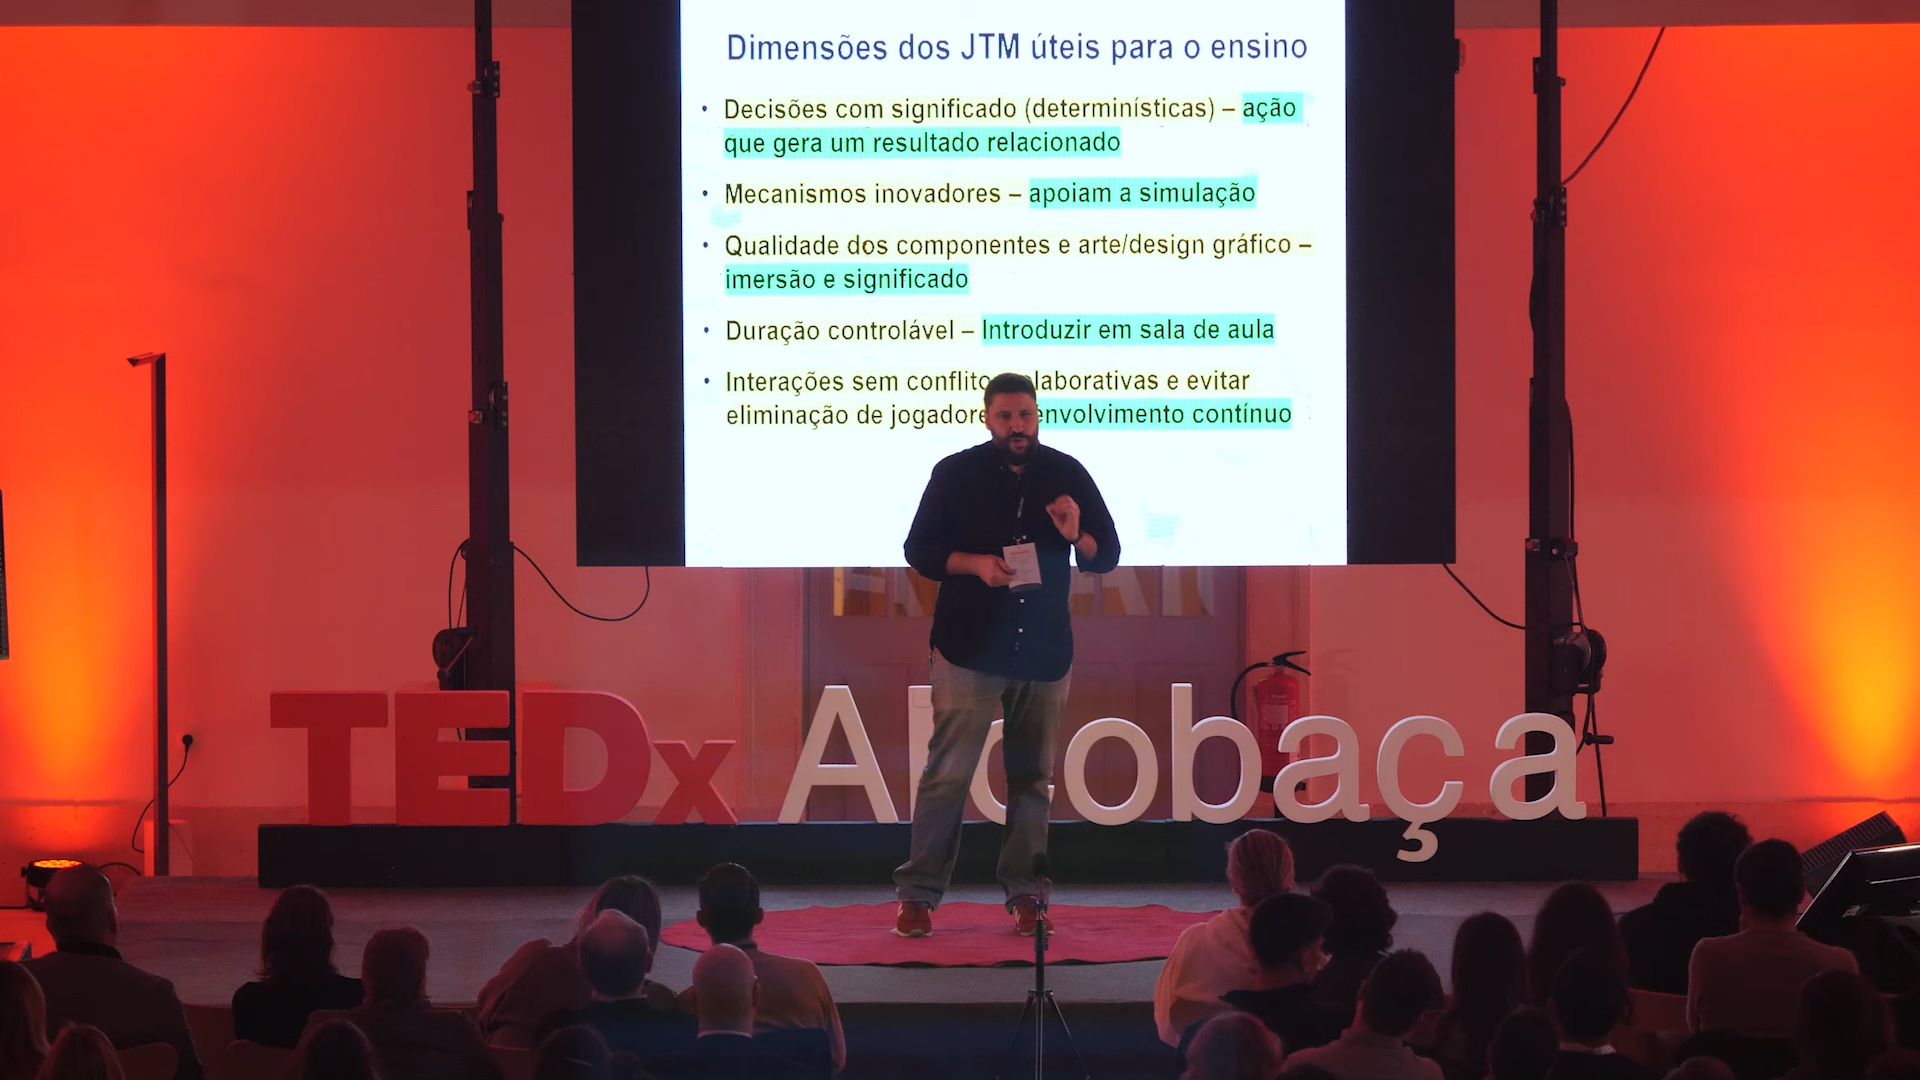 Dimensões dos JTM úteis para o ensino
• Decisões com significado (determinísticas) – ação
que gera um resultado relacionado
• Mecanismos inovadores – apoiam a simulação
• Qualidade dos componentes e arte/design gráfico –
imersão e significado
• Duração controlável – Introduzir em sala de aula
• Interações sem conflito laborativas e evitar
eliminação de jogadore envolvimento contínuo
TEDx Alcobaça